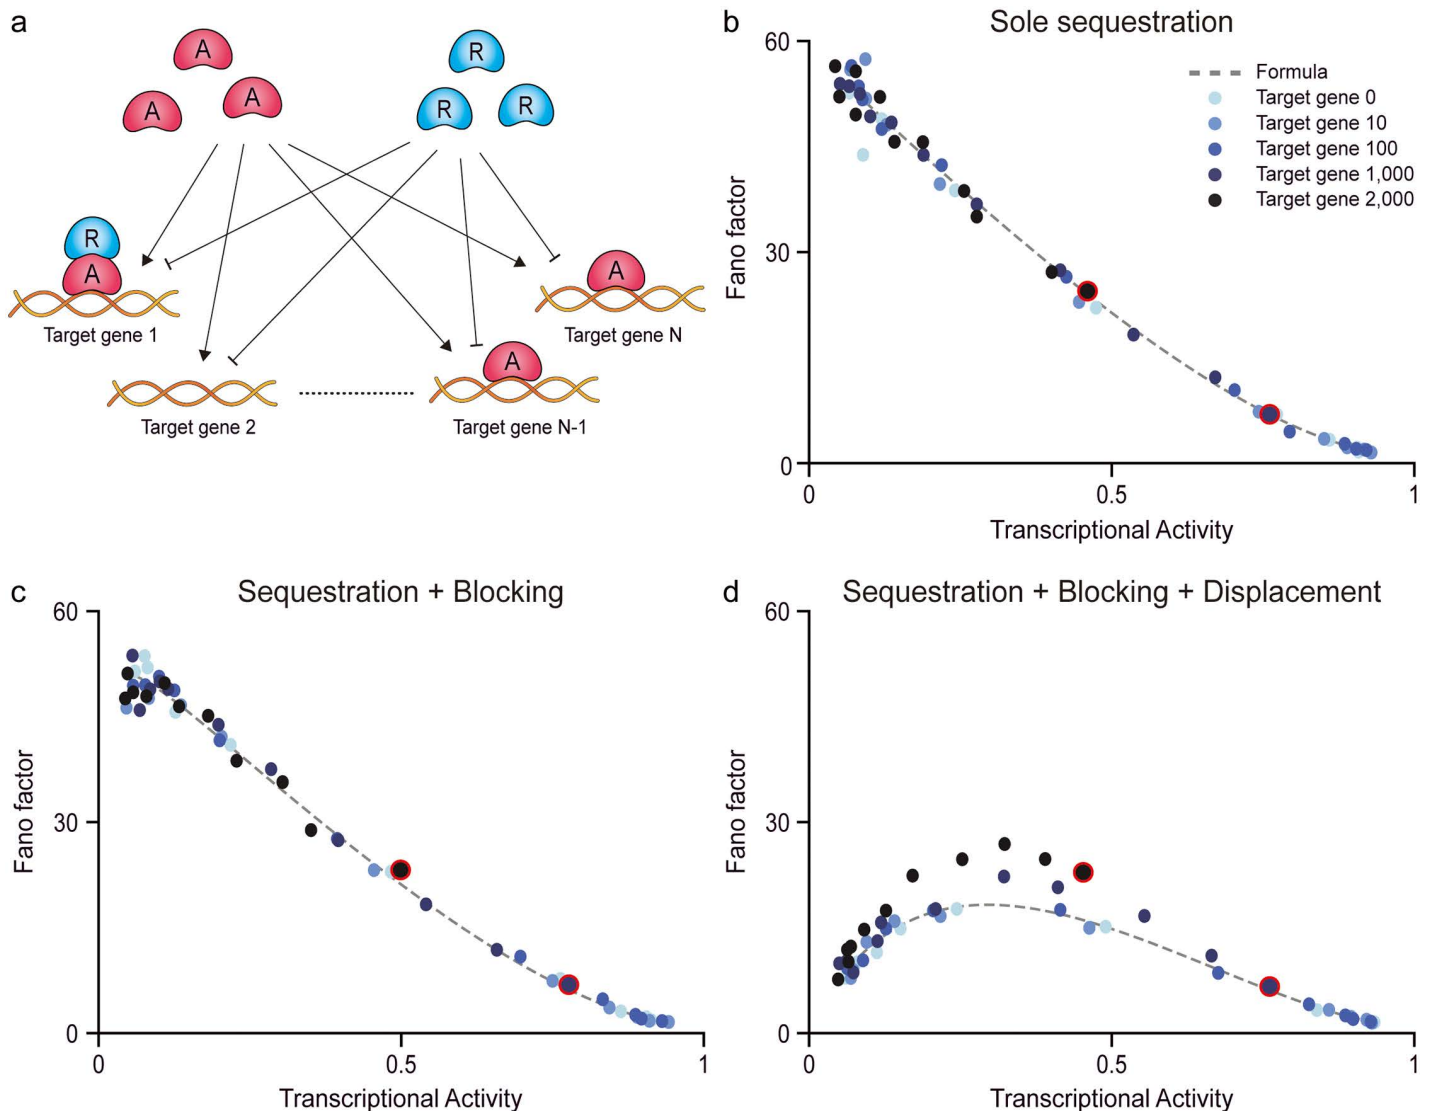 a
A
A
A
R
R
R
R
A
Target gene 1
A
Target gene N
Target gene 2
A
Target gene N-1
b
Sole sequestration
Fano factor
60
30
0
0
0.5
1
Transcriptional Activity
Formula
Target gene 0
Target gene 10
Target gene 100
Target gene 1,000
Target gene 2,000
c
Sequestration + Blocking
Fano factor
60
30
0
0
0.5
1
Transcriptional Activity
d
Sequestration + Blocking + Displacement
Fano factor
60
30
0
0
0.5
1
Transcriptional Activity